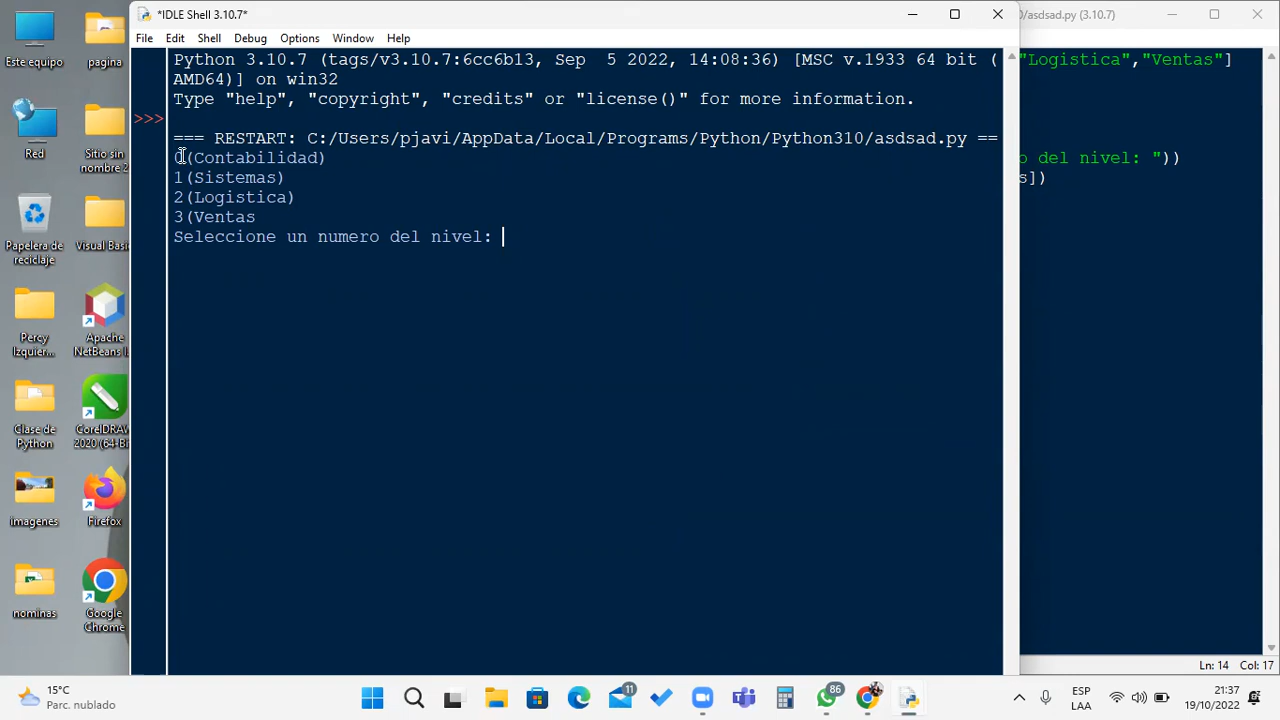 *IDLE Shell 3.10.7*
/asdsad.py (3.10.7)
File Edit Shell Debug Options Window Help
Python 3.10.7 (tags/v3.10.7:6cc6b13, Sep  5 2022, 14:08:36) [MSC v.1933 64 bit (
AMD64)] on win32
Type "help", "copyright", "credits" or "license()" for more information.
>>>
=== RESTART: C:/Users/pjavi/AppData/Local/Programs/Python/Python310/asdsad.py ==
0(Contabilidad)
1(Sistemas)
2(Logistica)
3(Ventas
Seleccione un numero del nivel:
"Logistica","Ventas"]
o del nivel: "))
s])
Ln: 14 Col: 17
Este equipo
pagina
Red
Sitio sin
nombre 2
Papelera de
reciclaje
Visual Basi
Percy
Izquier...
Apache
NetBeans I
Clase de
Python
CorelDRAW
2020 (64-Bi
imagenes
Firefox
nominas
Google
Chrome
15°C
Parc. nublado
11
86
ESP
LAA
21:37
19/10/2022